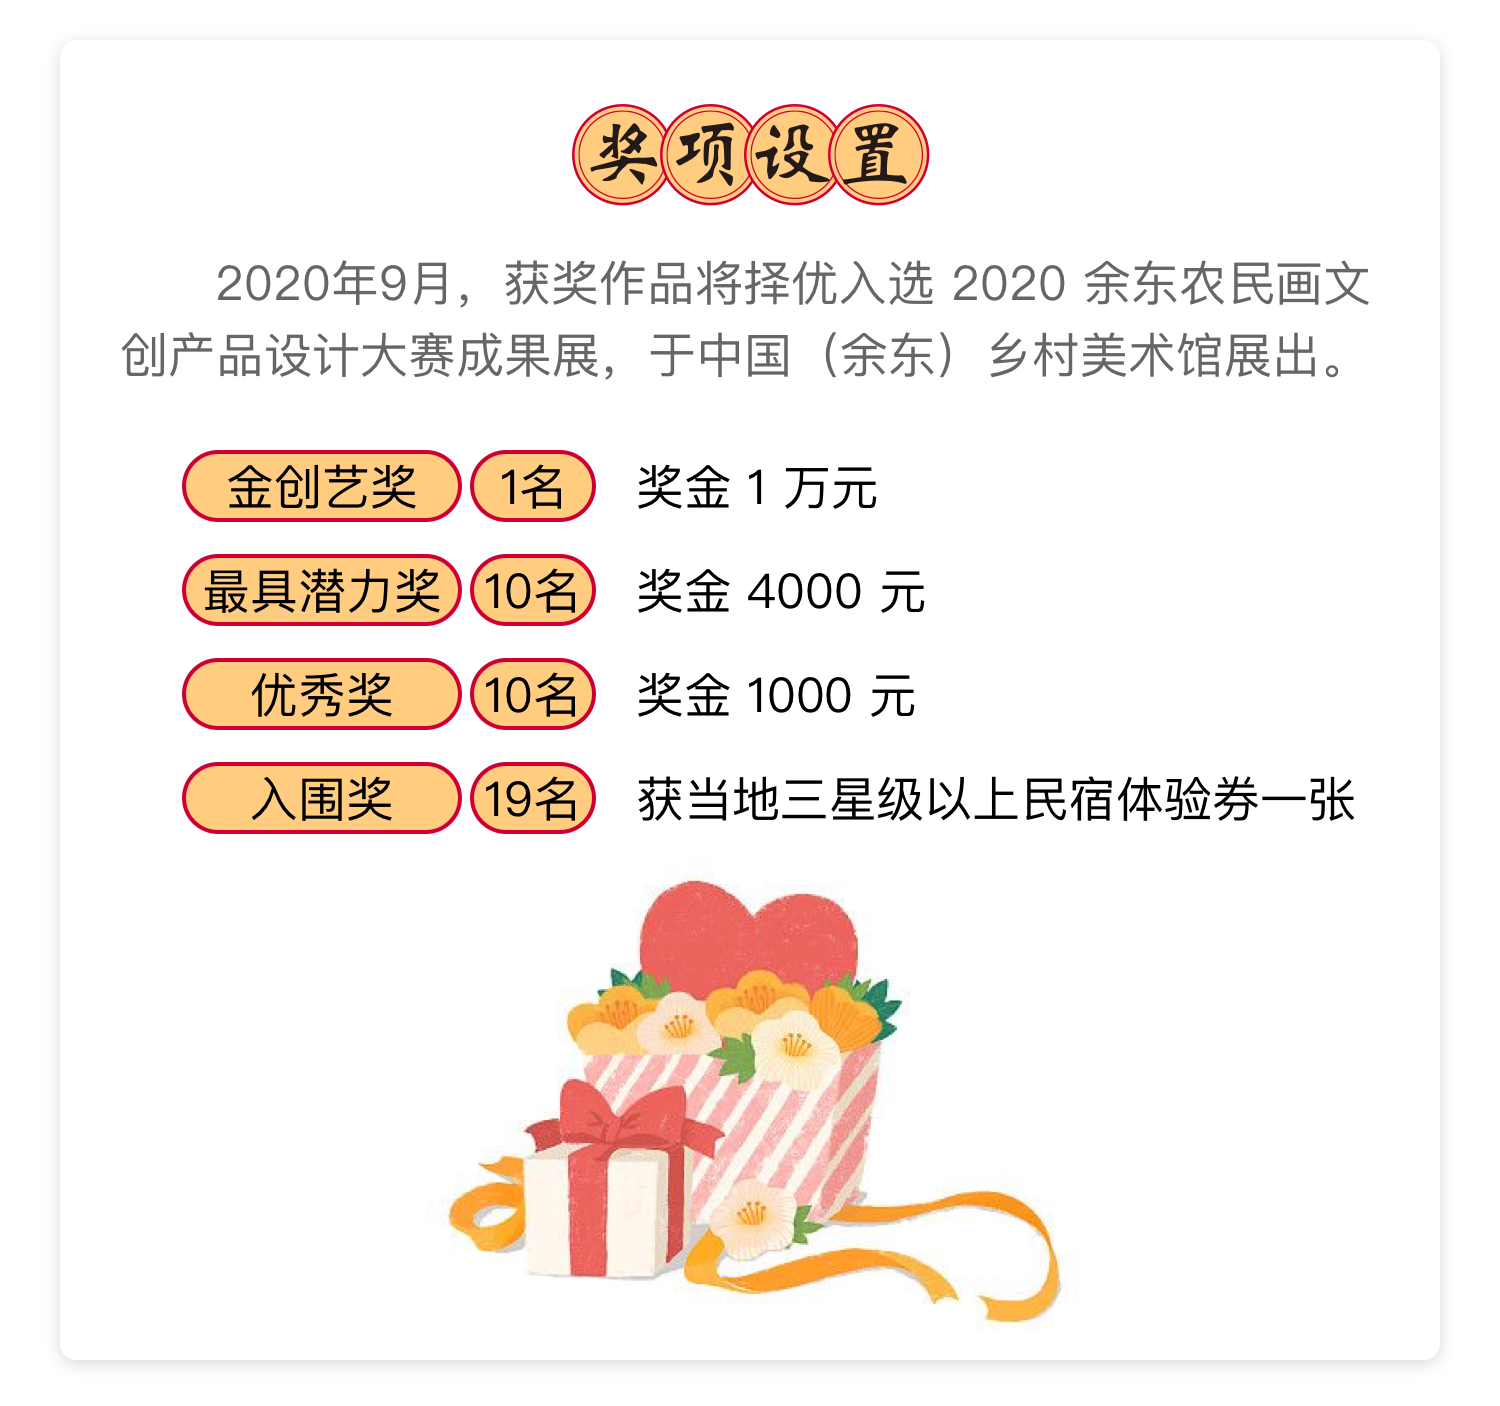 奖项设置
2020年9月，获奖作品将择优入选 2020 余东农民画文
创产品设计大赛成果展，于中国（余东）乡村美术馆展出。
金创艺奖 1名 奖金 1 万元
最具潜力奖 10名 奖金 4000 元
优秀奖 10名 奖金 1000 元
入围奖 19名 获当地三星级以上民宿体验券一张